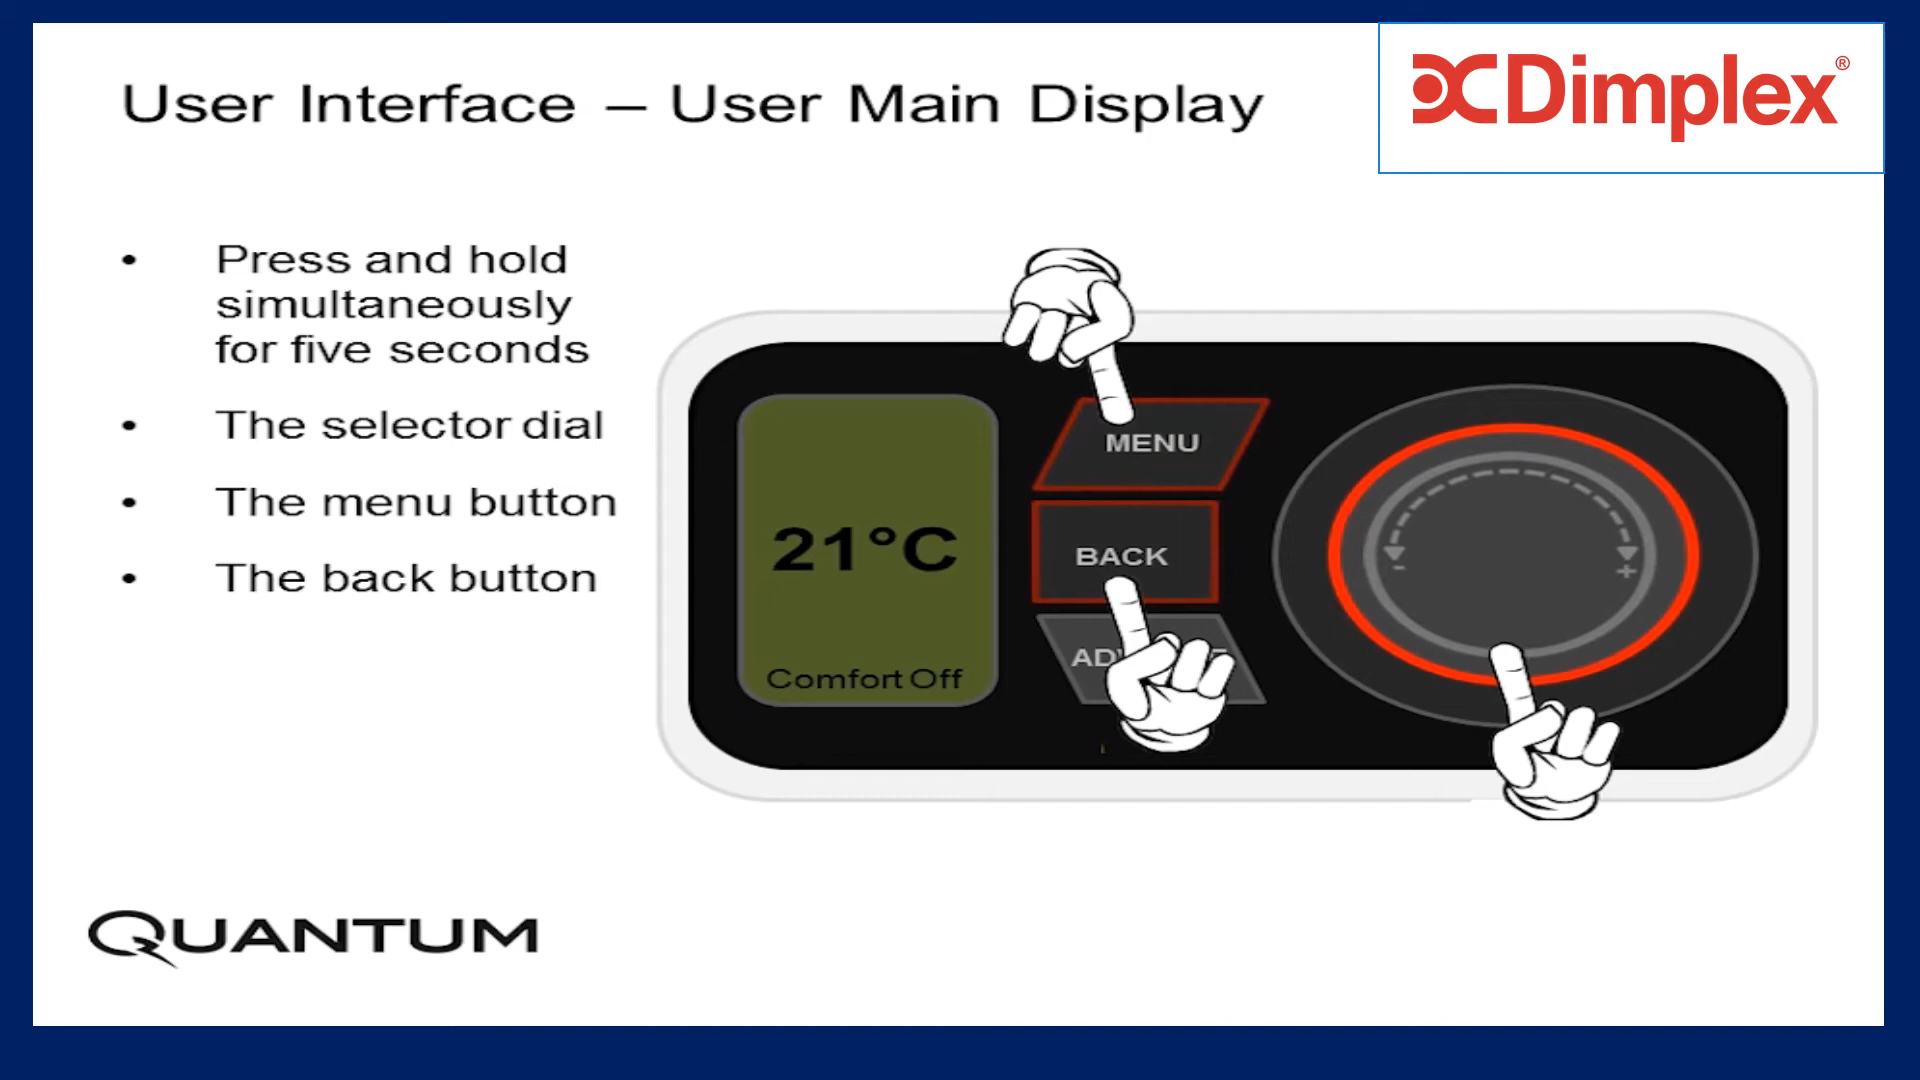 User Interface – User Main Display
Dimplex®
• Press and hold
simultaneously
for five seconds
• The selector dial
• The menu button
• The back button
MENU
21°C
BACK
- +
Comfort Off
QUANTUM